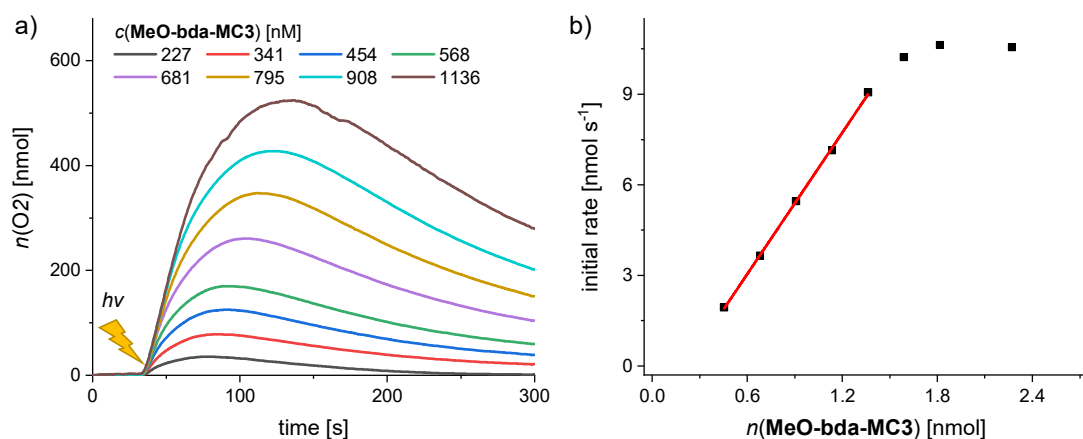 a)
c(MeO-bda-MC3) [nM]
227 341 454 568
681 795 908 1136
n(O2) [nmol]
600
400
200
0
hv
0 100 200 300
time [s]
b)
initial rate [nmol s⁻¹]
9
6
3
0
0.0 0.6 1.2 1.8 2.4
n(MeO-bda-MC3) [nmol]